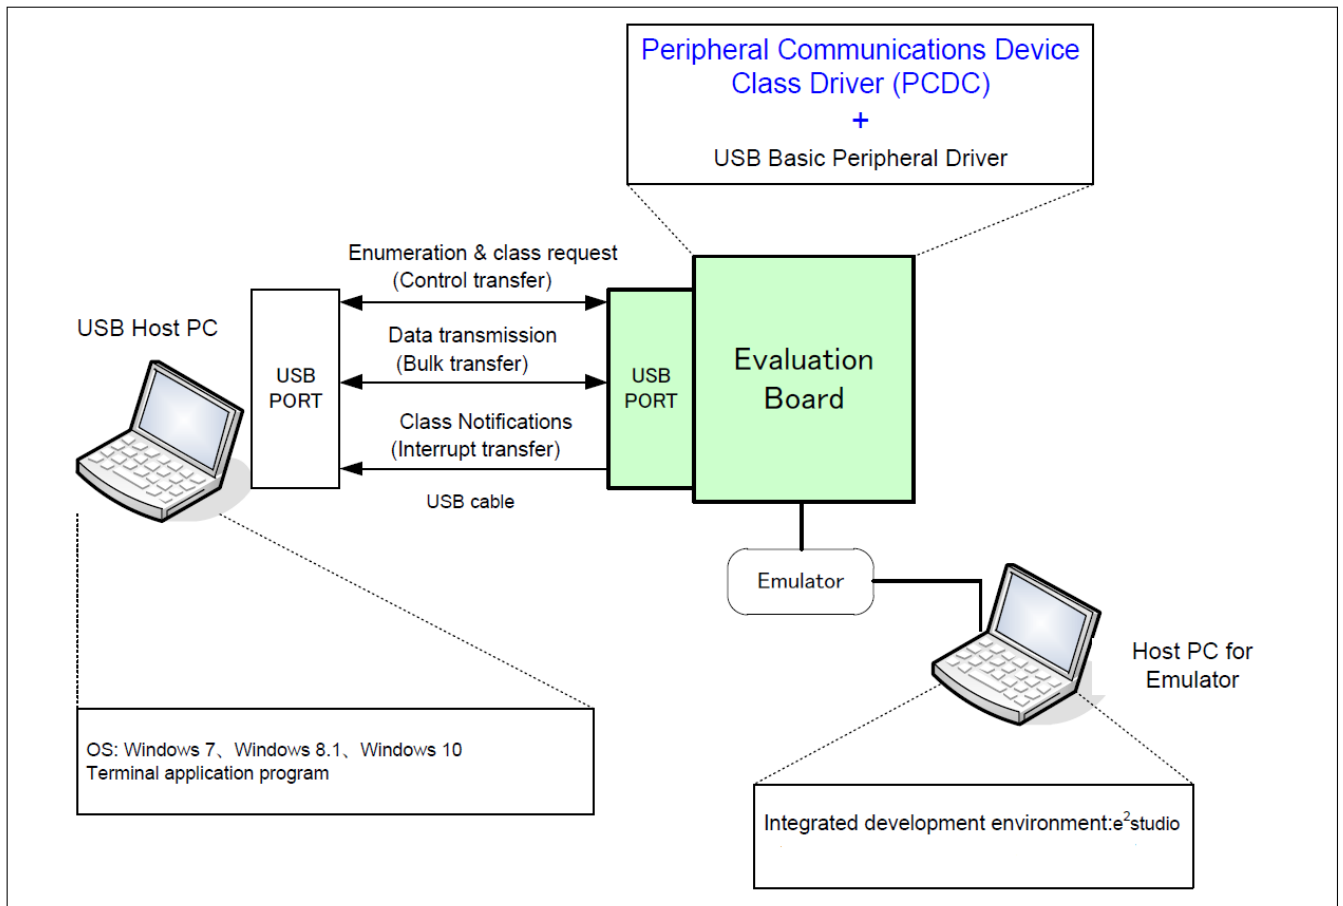 Peripheral Communications Device
Class Driver (PCDC)
+
USB Basic Peripheral Driver
Enumeration & class request
(Control transfer)
USB Host PC
Data transmission
(Bulk transfer)
USB
PORT
USB
PORT
Evaluation
Board
Class Notifications
(Interrupt transfer)
USB cable
Emulator
Host PC for
Emulator
OS: Windows 7、Windows 8.1、Windows 10
Terminal application program
Integrated development environment:e²studio